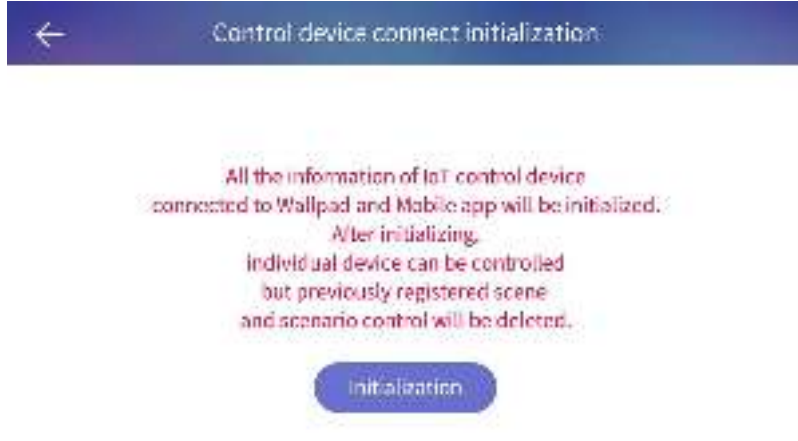 Control device connect initialization
All the information of IoT control device
connected to Wallpad and Mobile app will be initialized.
After initializing,
individual device can be controlled
but previously registered scene
and scenario control will be deleted.
Initialization